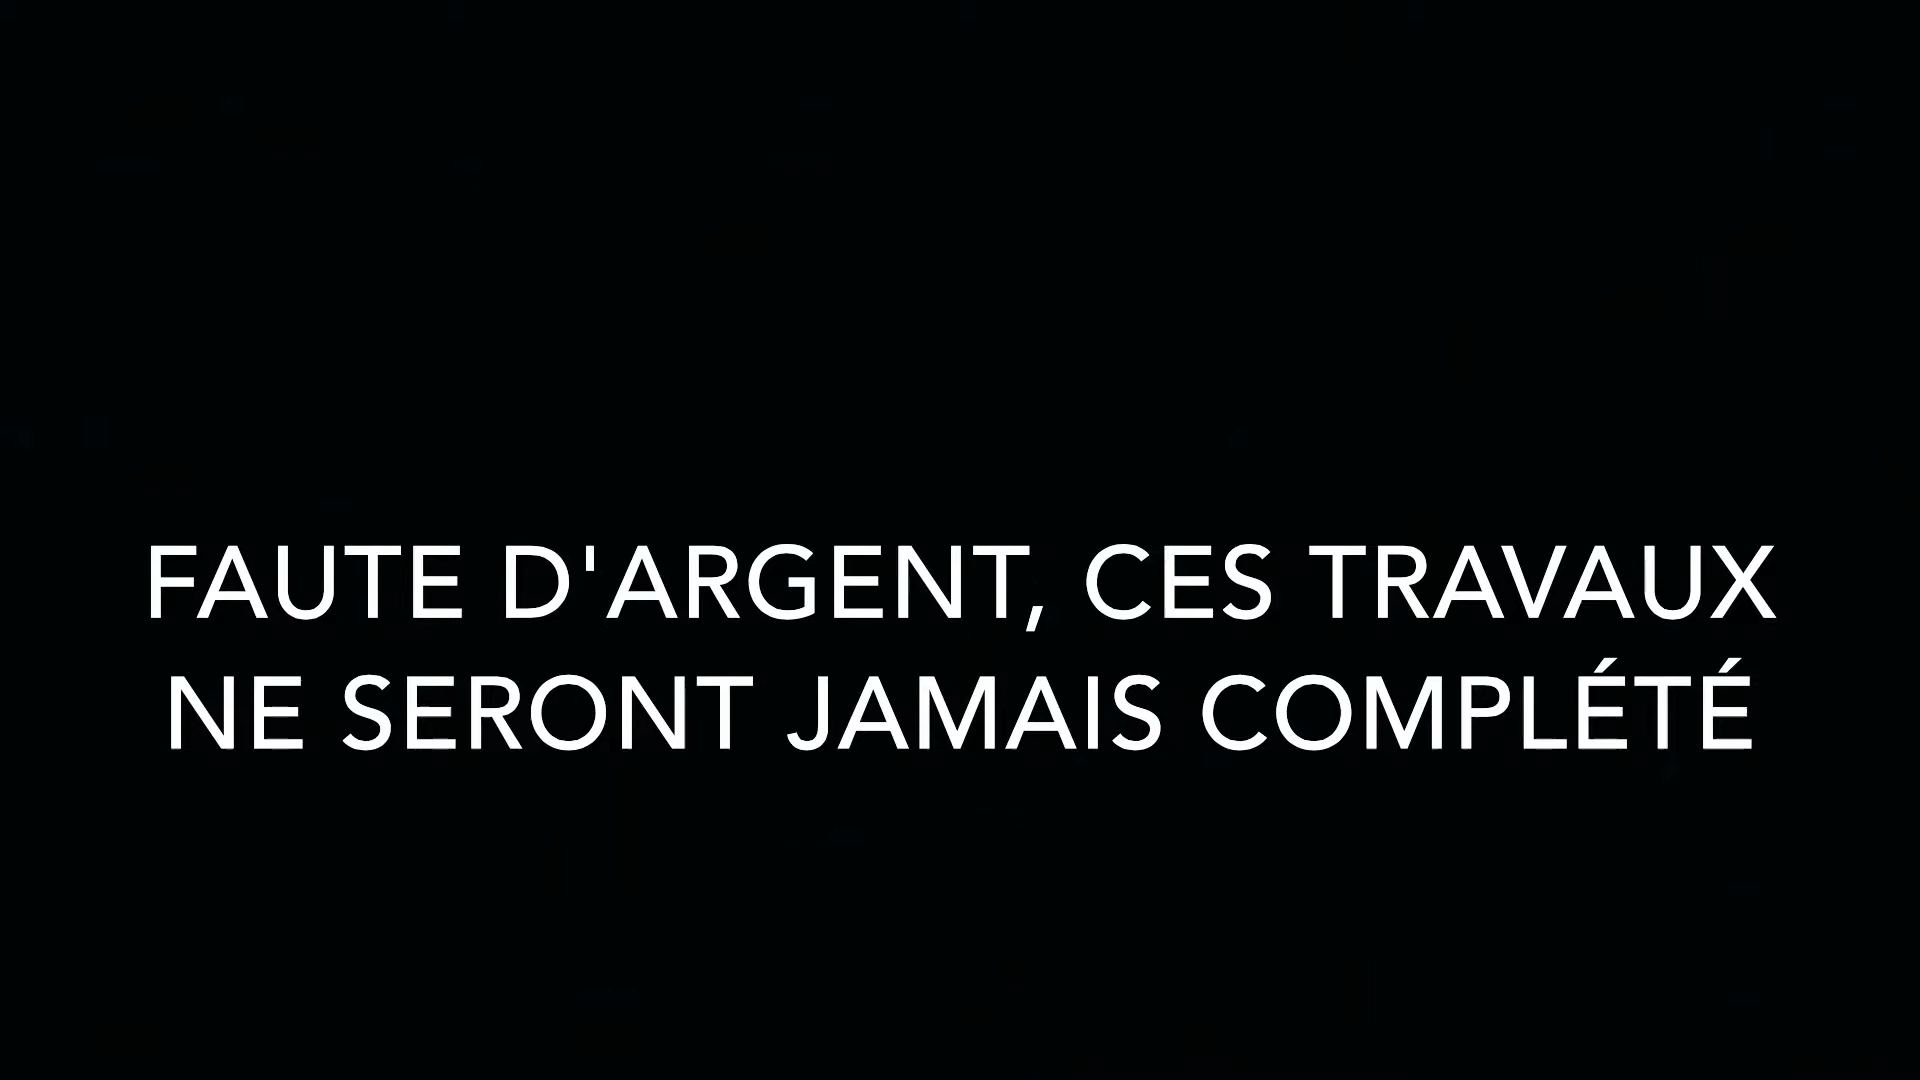 FAUTE D'ARGENT, CES TRAVAUX
NE SERONT JAMAIS COMPLÉTÉ